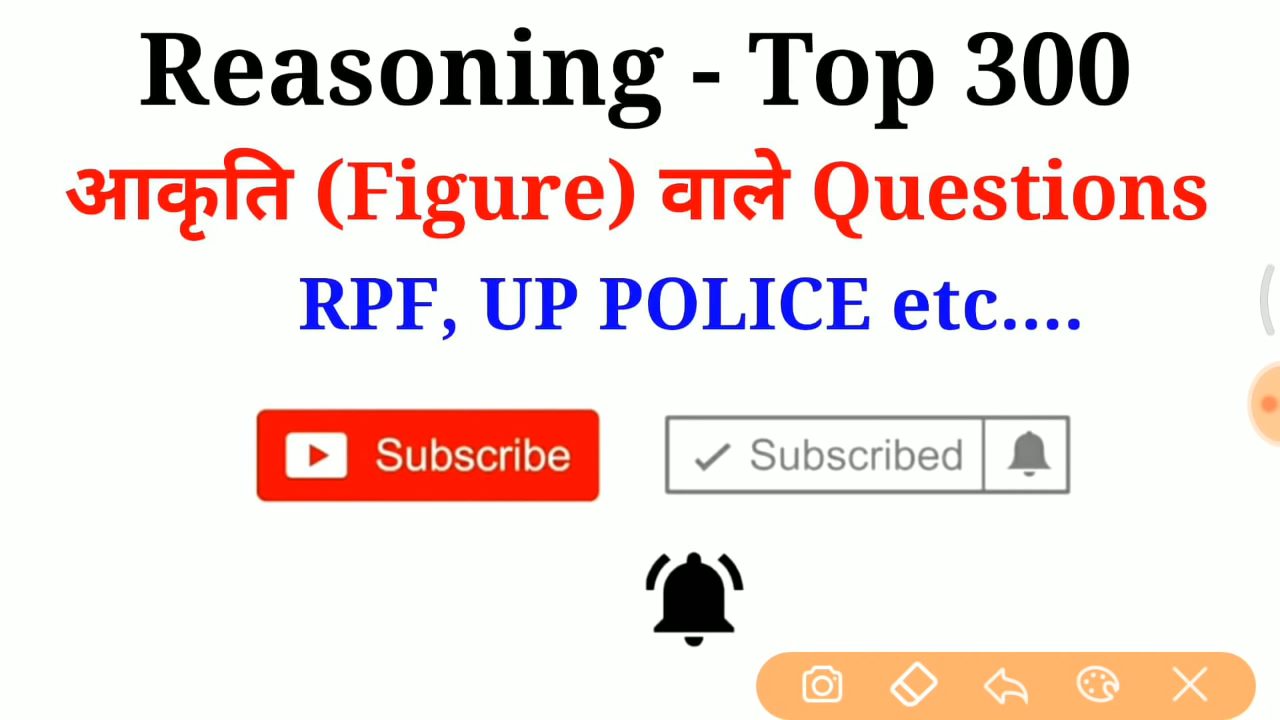 Reasoning - Top 300
आकृति (Figure) वाले Questions
RPF, UP POLICE etc....
Subscribe
Subscribed